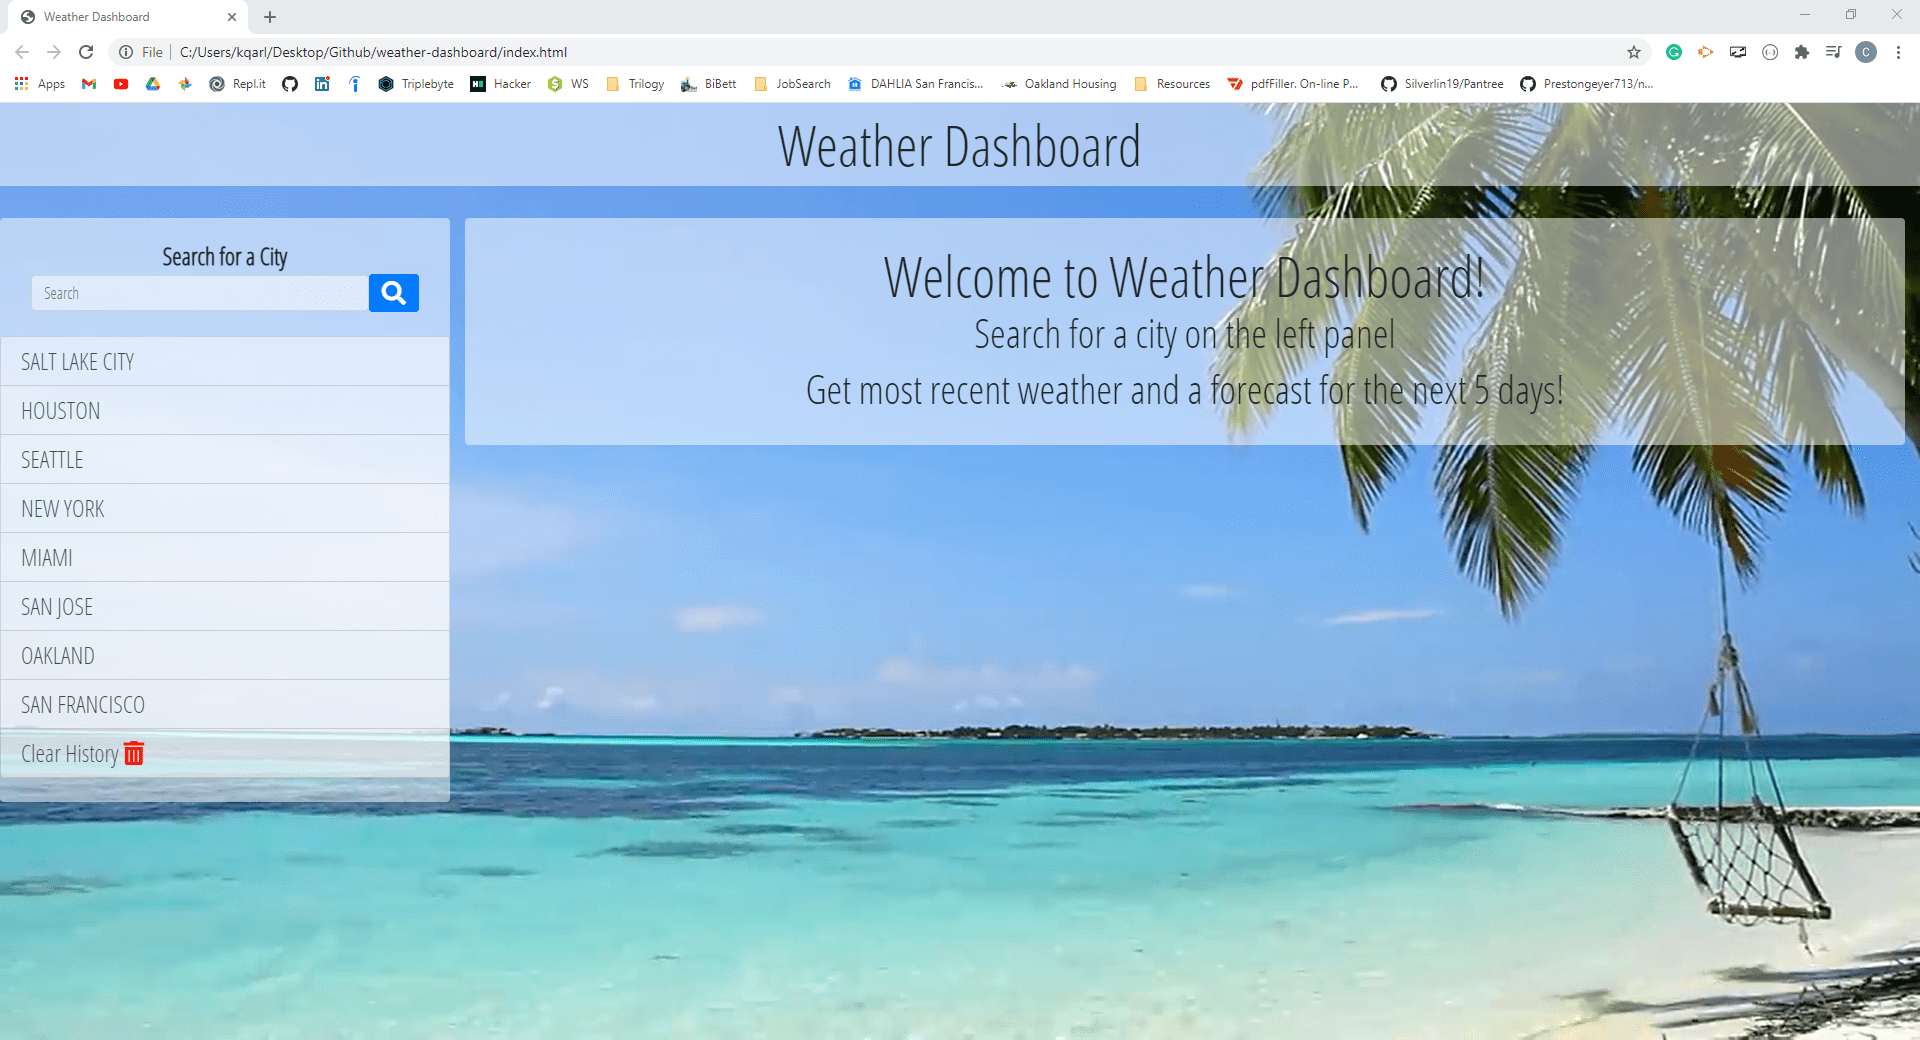 Weather Dashboard
File C:/Users/kqarl/Desktop/Github/weather-dashboard/index.html
C
Apps Repl.it Triplebyte Hacker WS Trilogy BiBett JobSearch DAHLIA San Francis... Oakland Housing Resources pdfFiller. On-line P... Silverlin19/Pantree Prestongeyer713/n...
Weather Dashboard
Search for a City
Search
SALT LAKE CITY
HOUSTON
SEATTLE
NEW YORK
MIAMI
SAN JOSE
OAKLAND
SAN FRANCISCO
Clear History
Welcome to Weather Dashboard!
Search for a city on the left panel
Get most recent weather and a forecast for the next 5 days!